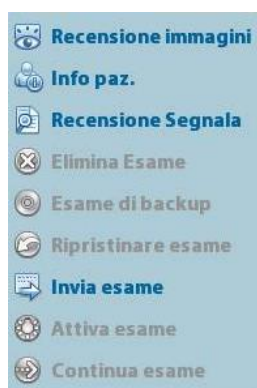 Recensione immagini
Info paz.
Recensione Segnala
Elimina Esame
Esame di backup
Ripristinare esame
Invia esame
Attiva esame
Continua esame